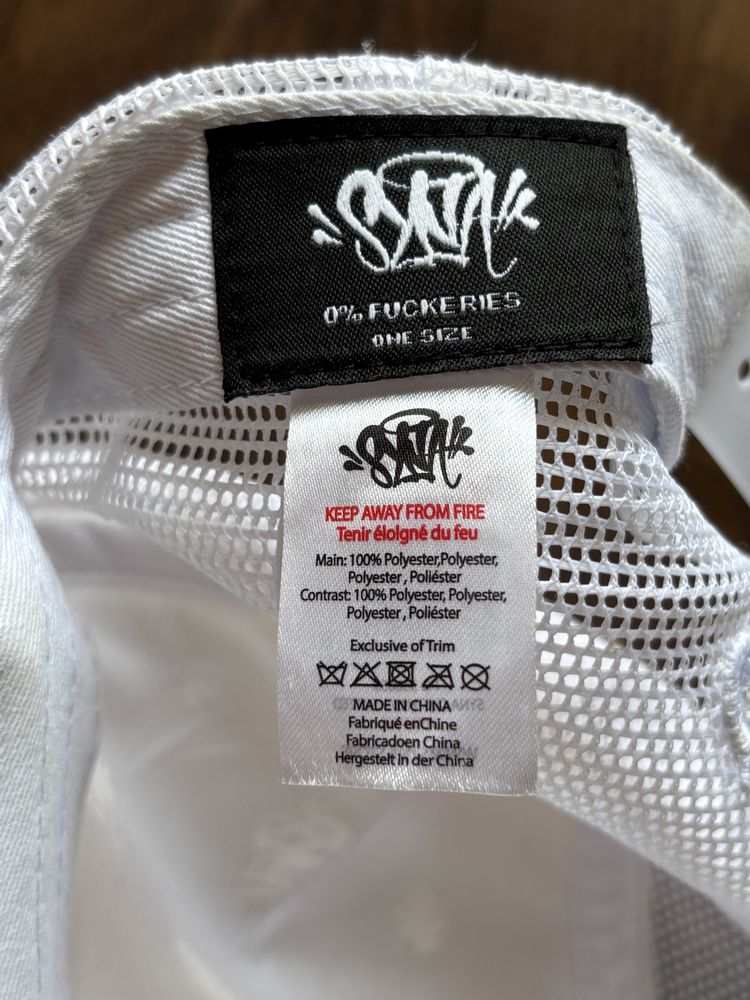 SYNA
0% FUCKERIES
ONE SIZE
SYNA
KEEP AWAY FROM FIRE
Tenir éloigné du feu
Main: 100% Polyester,Polyester,
Polyester , Poliéster
Contrast: 100% Polyester, Polyester,
Polyester , Poliéster
Exclusive of Trim
MADE IN CHINA
Fabriqué enChine
Fabricadoen China
Hergestelt in der China